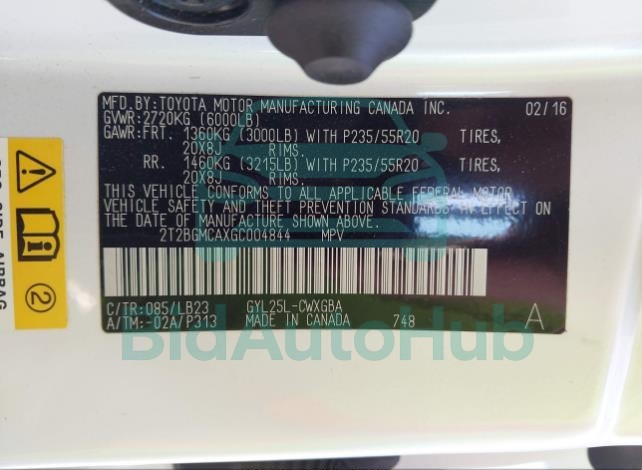 MFD.BY:TOYOTA MOTOR MANUFACTURING CANADA INC. 02/16
GVWR:2720KG (6000LB)
GAWR:FRT. 1360KG (3000LB) WITH P235/55R20 TIRES,
20X8J RIMS.
RR. 1460KG (3215LB) WITH P235/55R20 TIRES,
20X8J RIMS.
THIS VEHICLE CONFORMS TO ALL APPLICABLE FEDERAL MOTOR
VEHICLE SAFETY AND THEFT PREVENTION STANDARDS IN EFFECT ON
THE DATE OF MANUFACTURE SHOWN ABOVE.
2T2BGMCAXGC004844 MPV
C/TR:085/LB23 GYL25L-CWXGBA
A/TM:-02A/P313 MADE IN CANADA 748 A
BidAutoHub
SIDE AIRBAG
2